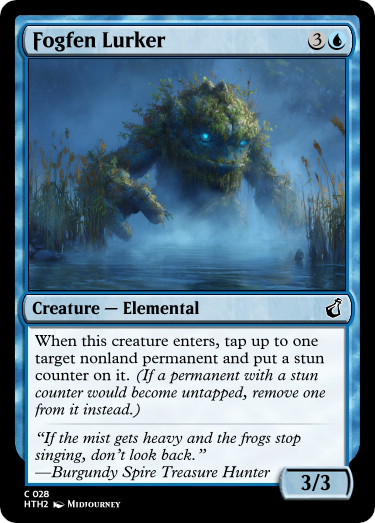 Fogfen Lurker 3
Creature — Elemental
When this creature enters, tap up to one
target nonland permanent and put a stun
counter on it. (If a permanent with a stun
counter would become untapped, remove one
from it instead.)
“If the mist gets heavy and the frogs stop
singing, don’t look back.”
—Burgundy Spire Treasure Hunter
3/3
C 028
HTH2 Midjourney